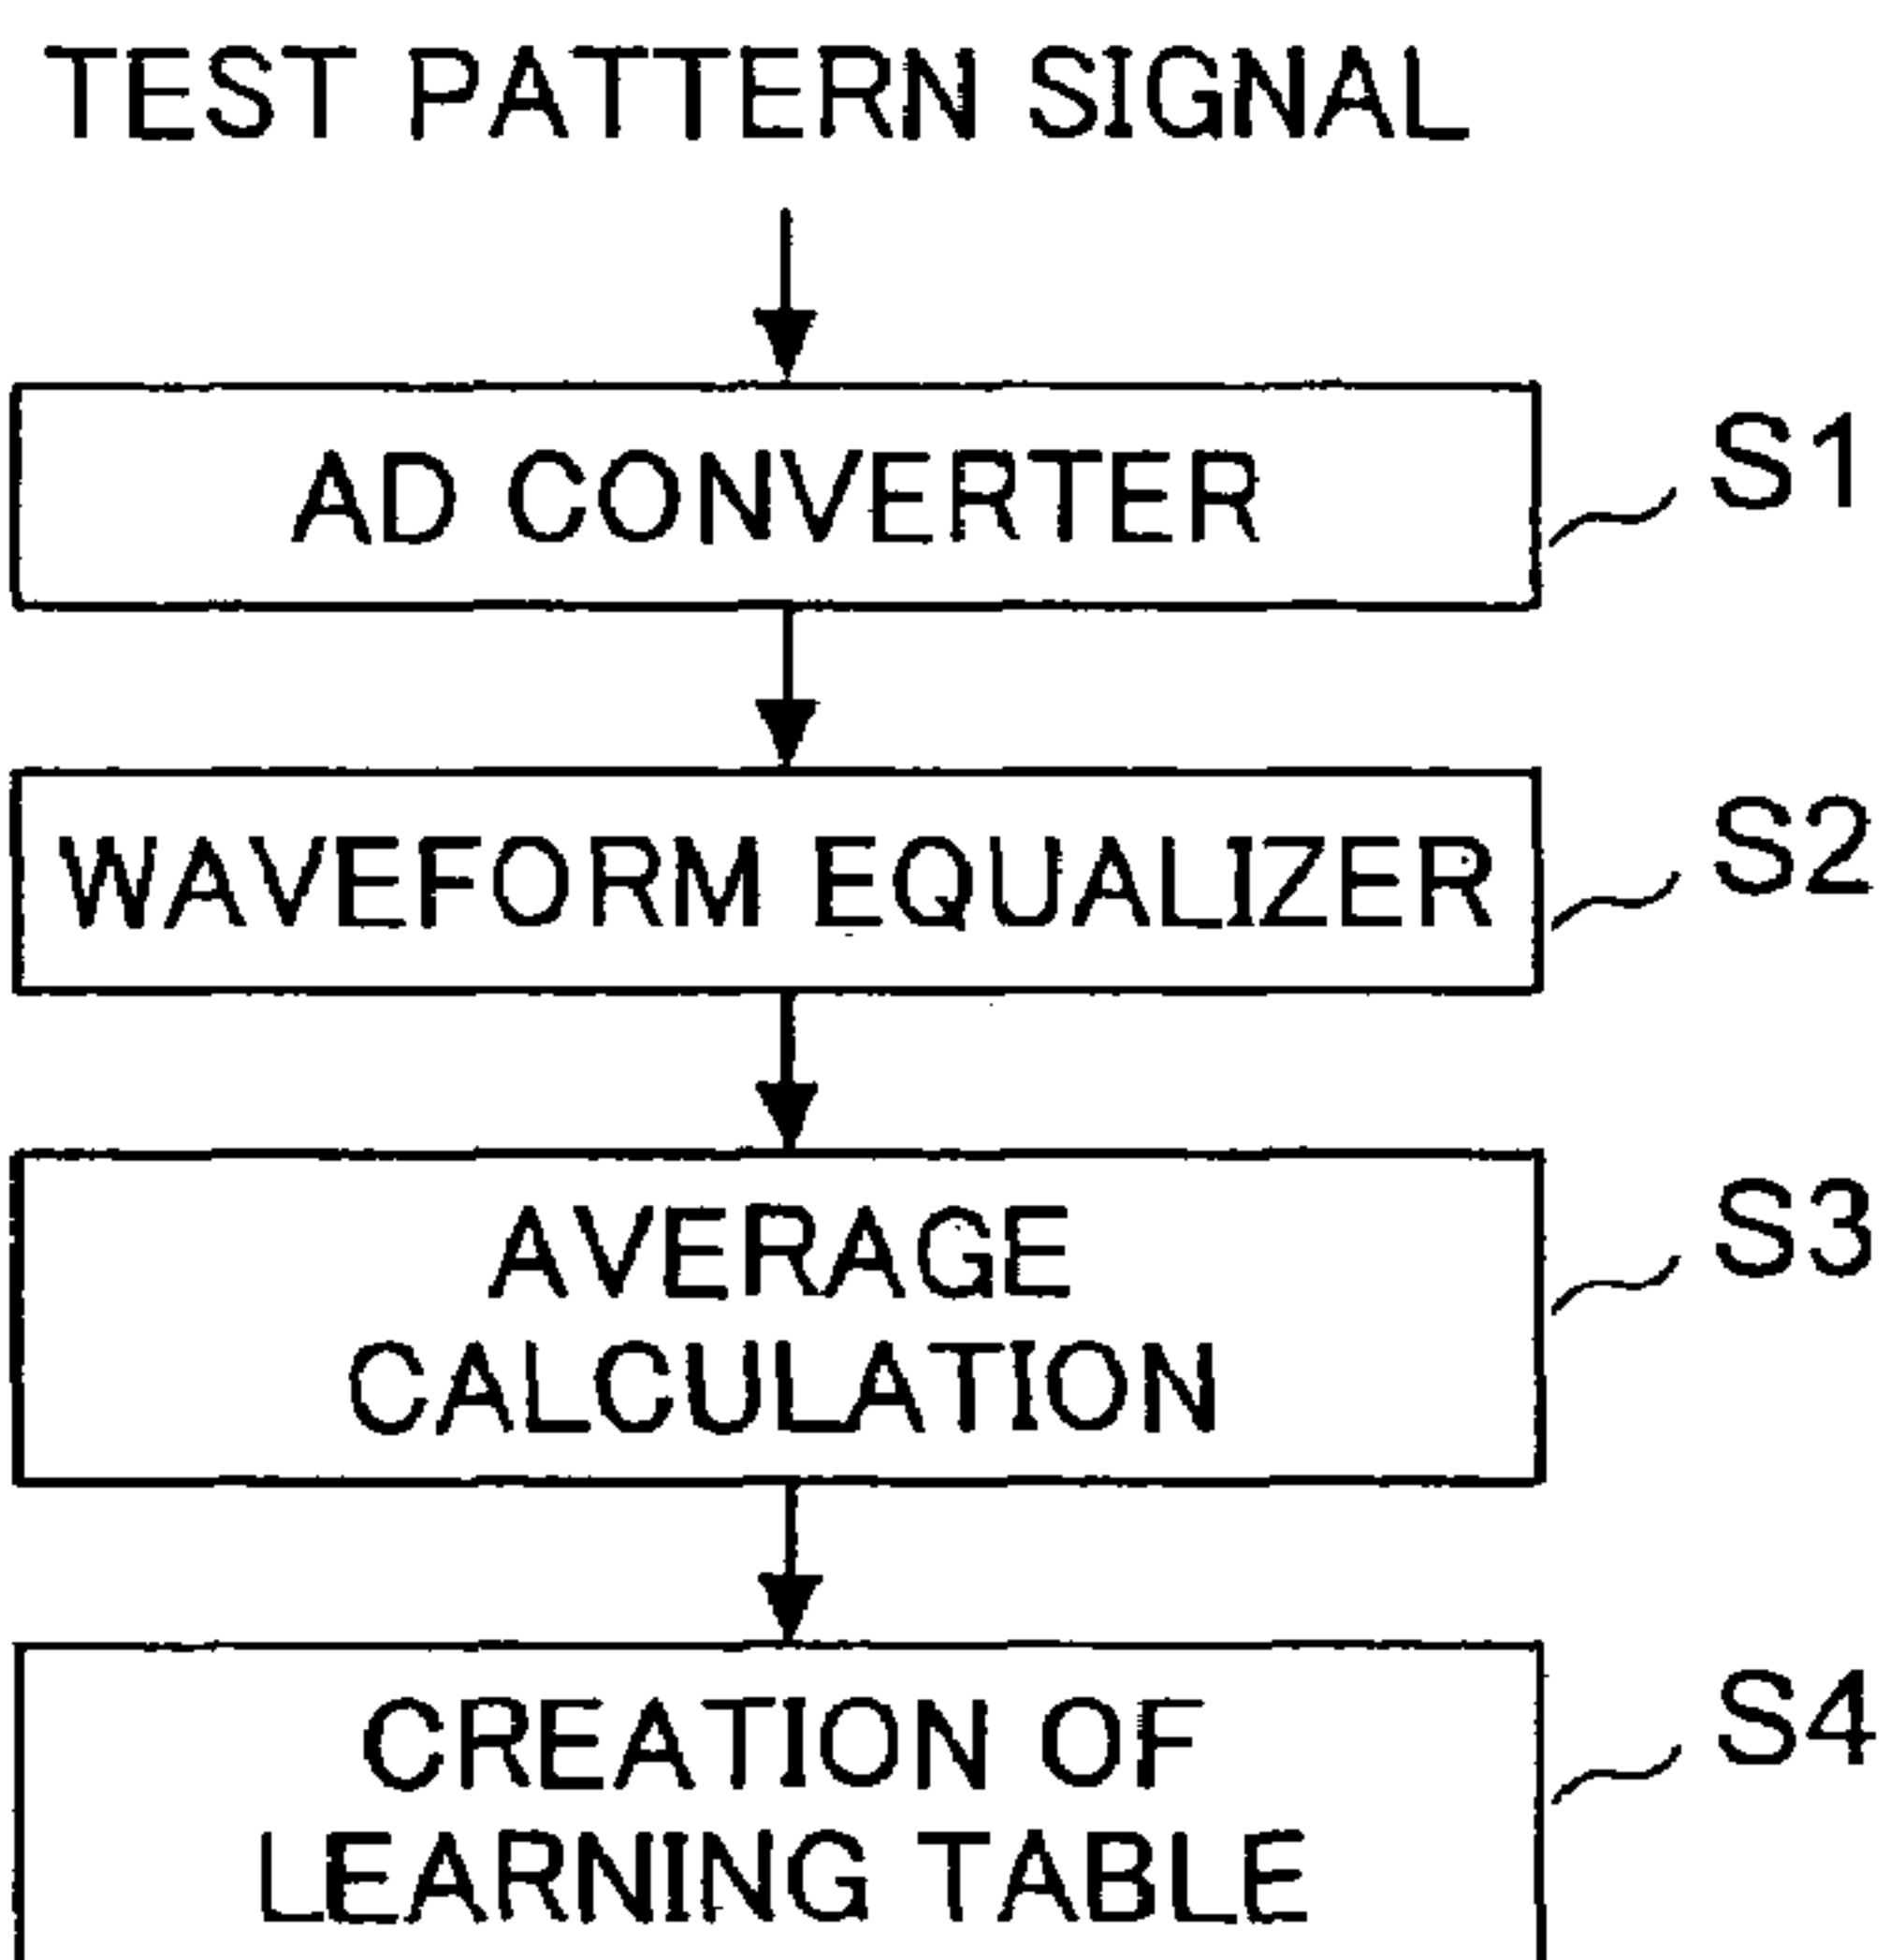 TEST PATTERN SIGNAL
AD CONVERTER
S1
WAVEFORM EQUALIZER
S2
AVERAGE
CALCULATION
S3
CREATION OF
LEARNING TABLE
S4